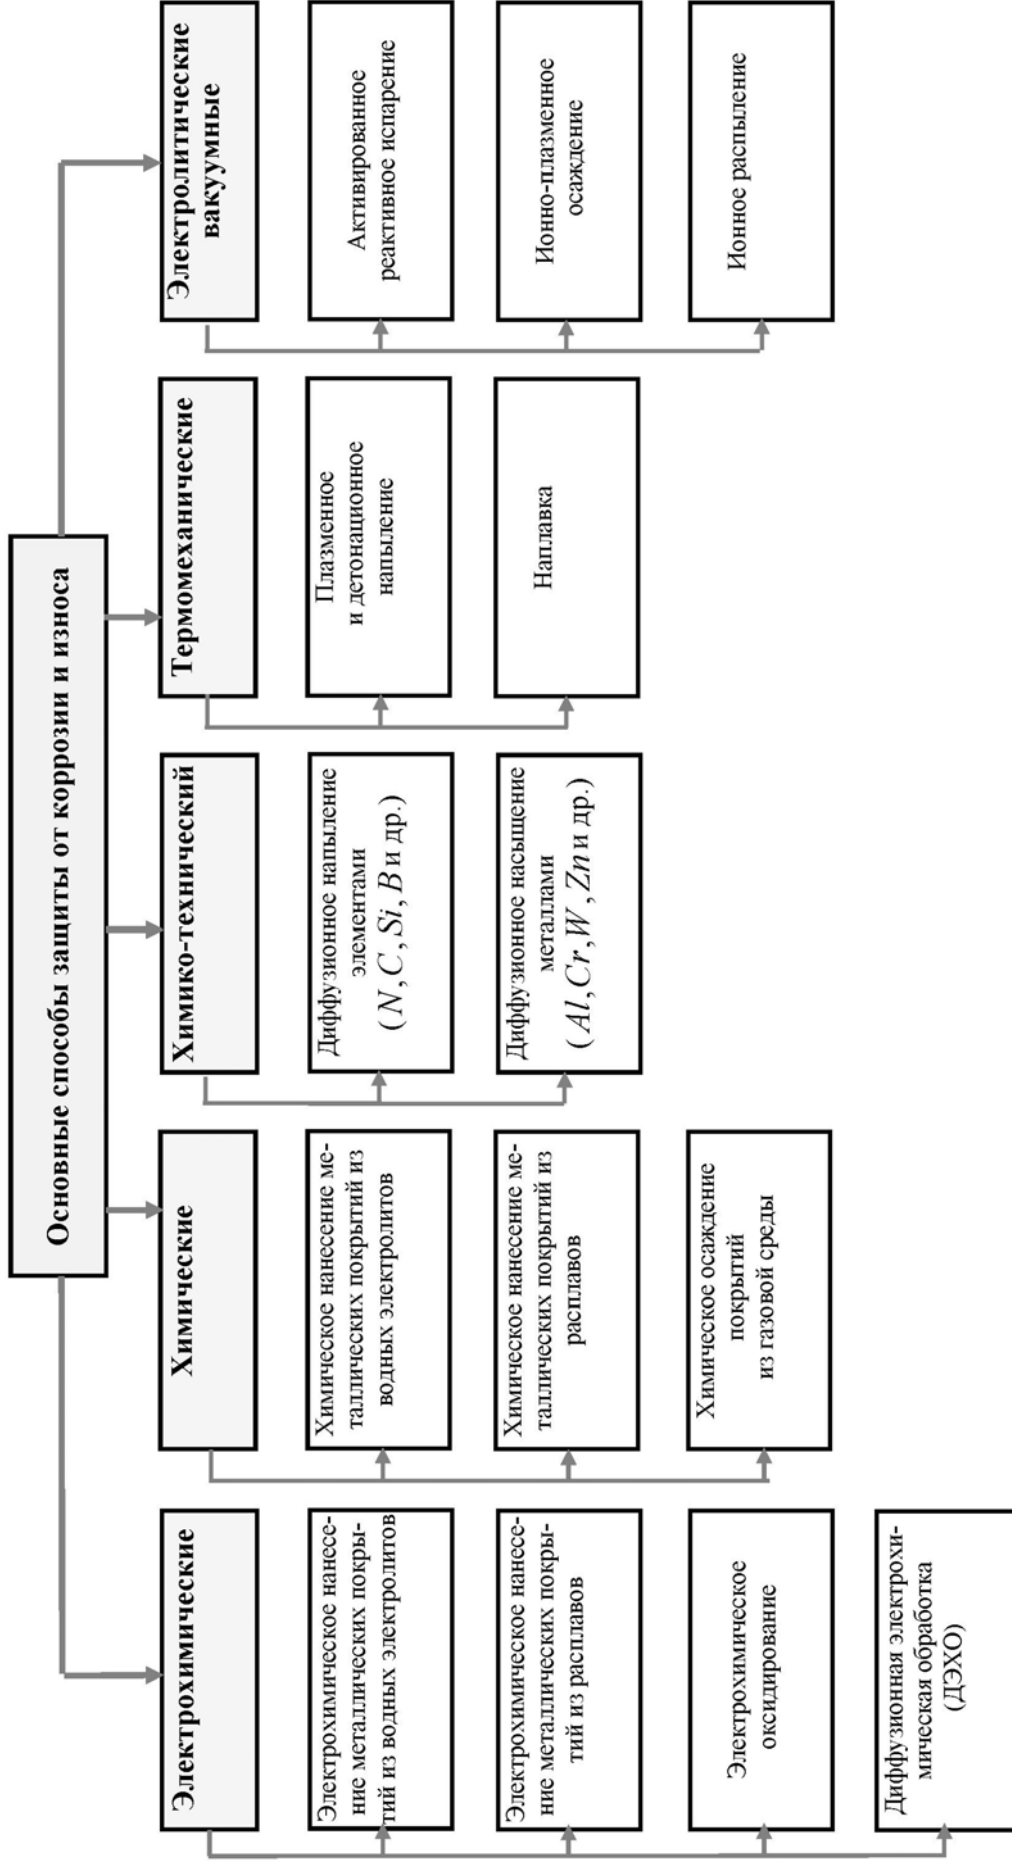 Основные способы защиты от коррозии и износа
Электрохимические
Электрохимическое нанесе-
ние металлических покры-
тий из водных электролитов
Электрохимическое нанесе-
ние металлических покры-
тий из расплавов
Электрохимическое
оксидирование
Диффузионная электрохи-
мическая обработка
(ДЭХО)
Химические
Химическое нанесение ме-
таллических покрытий из
водных электролитов
Химическое нанесение ме-
таллических покрытий из
расплавов
Химическое осаждение
покрытий
из газовой среды
Химико-технический
Диффузионное напыление
элементами
(N, C, Si, B и др.)
Диффузионное насыщение
металлами
(Al, Cr, W, Zn и др.)
Термомеханические
Плазменное
и детонационное
напыление
Наплавка
Электролитические
вакуумные
Активированное
реактивное испарение
Ионно-плазменное
осаждение
Ионное распыление